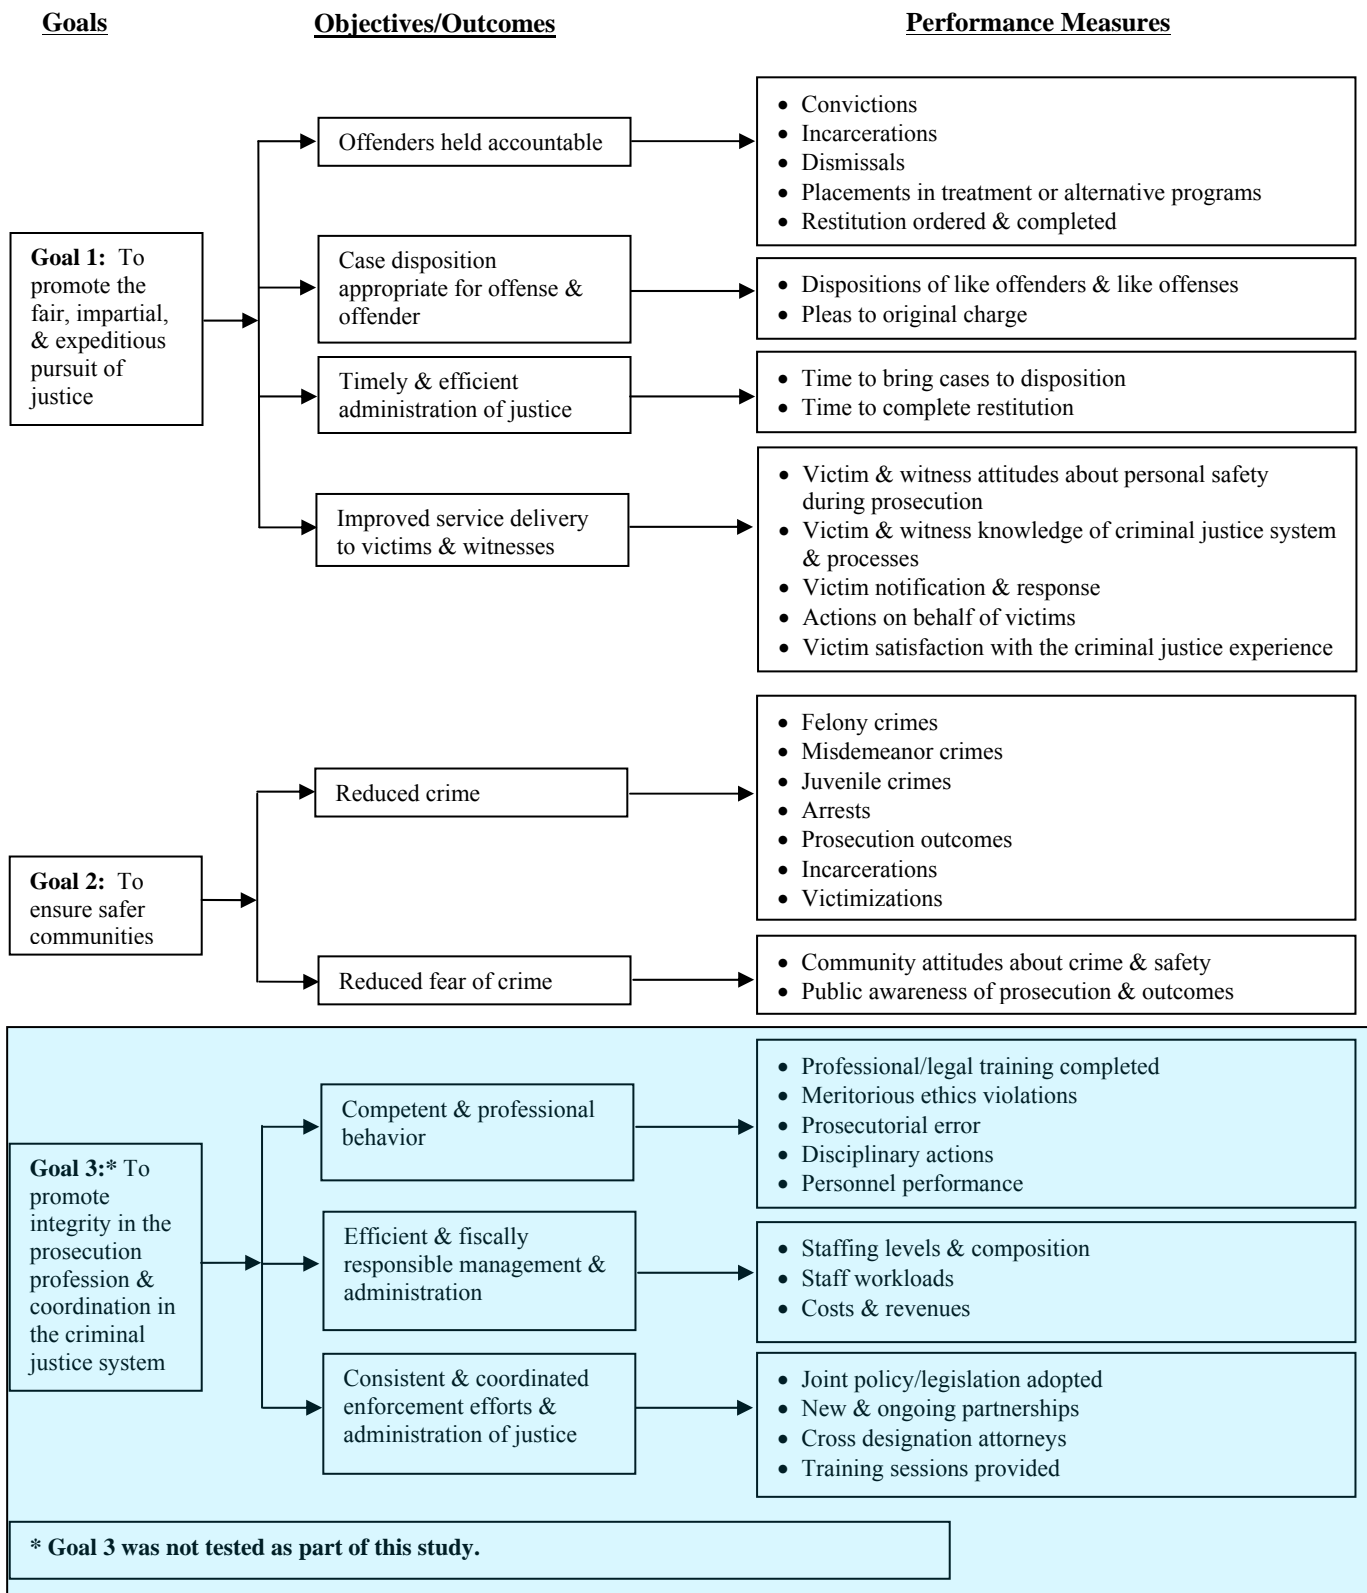 Goals
Objectives/Outcomes
Performance Measures
Goal 1: To
promote the
fair, impartial,
& expeditious
pursuit of
justice
Offenders held accountable
• Convictions
• Incarcerations
• Dismissals
• Placements in treatment or alternative programs
• Restitution ordered & completed
Case disposition
appropriate for offense &
offender
• Dispositions of like offenders & like offenses
• Pleas to original charge
Timely & efficient
administration of justice
• Time to bring cases to disposition
• Time to complete restitution
Improved service delivery
to victims & witnesses
• Victim & witness attitudes about personal safety
during prosecution
• Victim & witness knowledge of criminal justice system
& processes
• Victim notification & response
• Actions on behalf of victims
• Victim satisfaction with the criminal justice experience
Goal 2: To
ensure safer
communities
Reduced crime
• Felony crimes
• Misdemeanor crimes
• Juvenile crimes
• Arrests
• Prosecution outcomes
• Incarcerations
• Victimizations
Reduced fear of crime
• Community attitudes about crime & safety
• Public awareness of prosecution & outcomes
Goal 3:* To
promote
integrity in the
prosecution
profession &
coordination in
the criminal
justice system
Competent & professional
behavior
• Professional/legal training completed
• Meritorious ethics violations
• Prosecutorial error
• Disciplinary actions
• Personnel performance
Efficient & fiscally
responsible management &
administration
• Staffing levels & composition
• Staff workloads
• Costs & revenues
Consistent & coordinated
enforcement efforts &
administration of justice
• Joint policy/legislation adopted
• New & ongoing partnerships
• Cross designation attorneys
• Training sessions provided
* Goal 3 was not tested as part of this study.